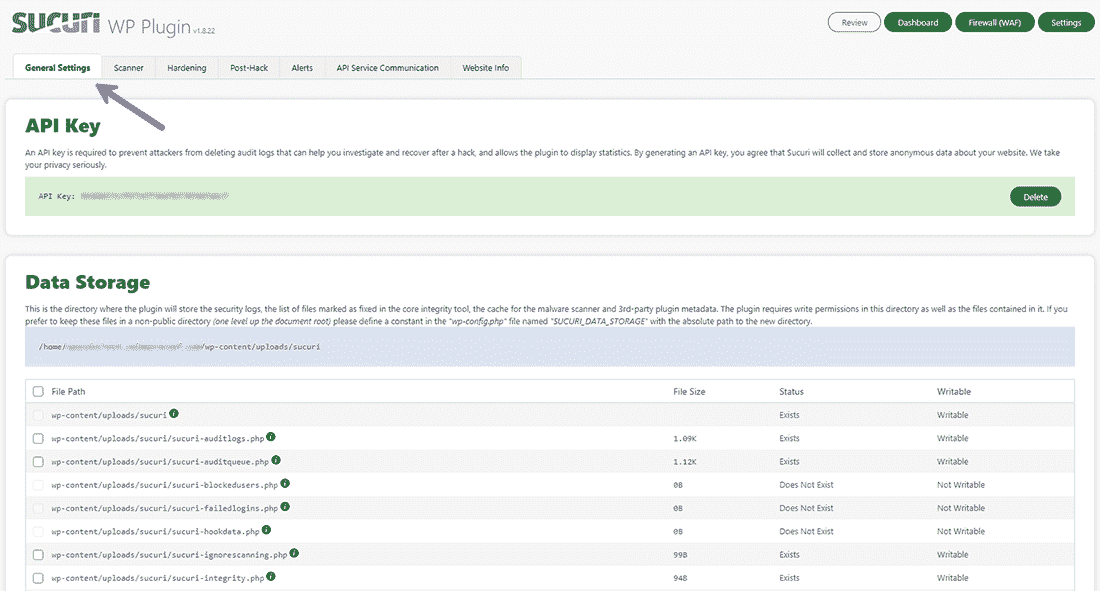 SUCURI WP Plugin v1.8.22
Review Dashboard Firewall (WAF) Settings
General Settings Scanner Hardening Post-Hack Alerts API Service Communication Website Info
API Key
An API key is required to prevent attackers from deleting audit logs that can help you investigate and recover after a hack, and allows the plugin to display statistics. By generating an API key, you agree that Sucuri will collect and store anonymous data about your website. We take
your privacy seriously.
API Key: Delete
Data Storage
This is the directory where the plugin will store the security logs, the list of files marked as fixed in the core integrity tool, the cache for the malware scanner and 3rd-party plugin metadata. The plugin requires write permissions in this directory as well as the files contained in it. If you
prefer to keep these files in a non-public directory (one level up the document root) please define a constant in the "wp-config.php" file named "SUCURI_DATA_STORAGE" with the absolute path to the new directory.
/home/ /wp-content/uploads/sucuri
File Path File Size Status Writable
wp-content/uploads/sucuri Exists Writable
wp-content/uploads/sucuri/sucuri-auditlogs.php 1.09K Exists Writable
wp-content/uploads/sucuri/sucuri-auditqueue.php 1.12K Exists Writable
wp-content/uploads/sucuri/sucuri-blockedusers.php 0B Does Not Exist Not Writable
wp-content/uploads/sucuri/sucuri-failedlogins.php 0B Does Not Exist Not Writable
wp-content/uploads/sucuri/sucuri-hookdata.php 0B Does Not Exist Not Writable
wp-content/uploads/sucuri/sucuri-ignorescanning.php 99B Exists Writable
wp-content/uploads/sucuri/sucuri-integrity.php 94B Exists Writable